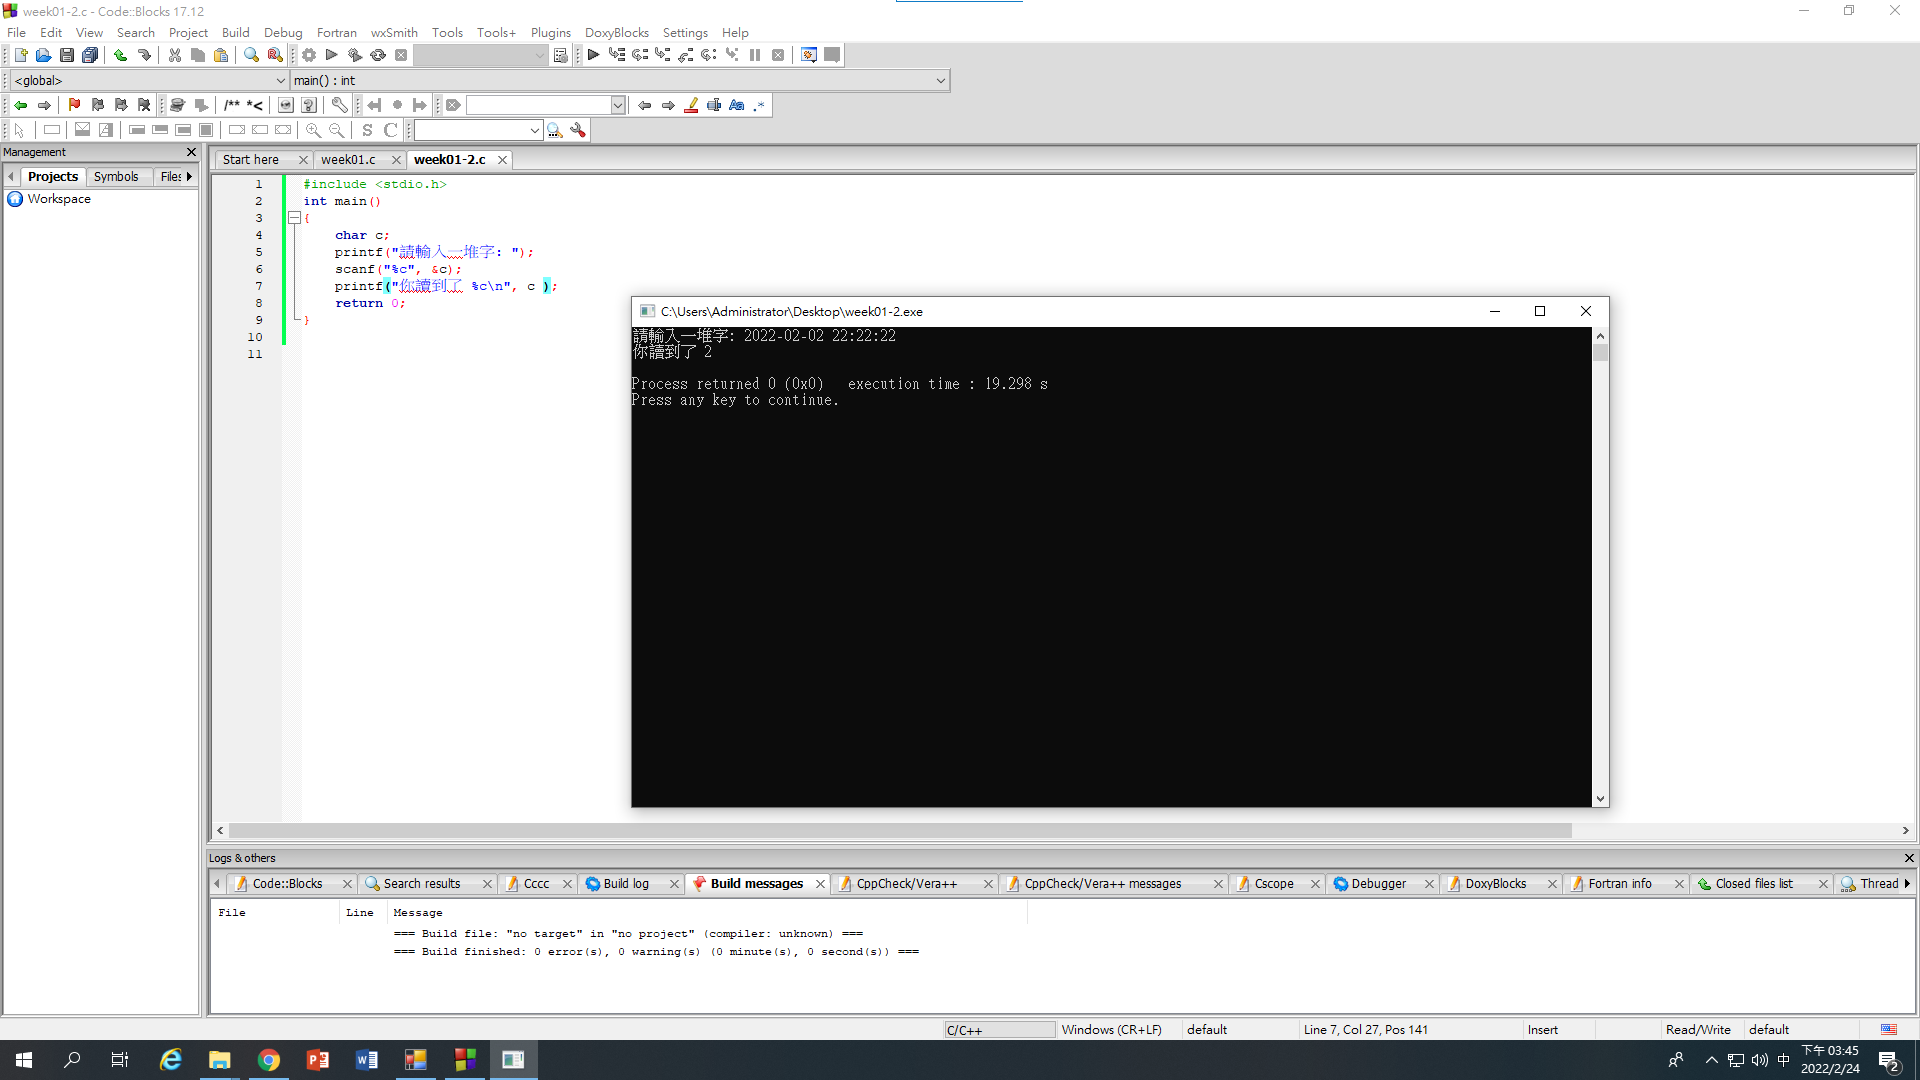 week01-2.c - Code::Blocks 17.12
File Edit View Search Project Build Debug Fortran wxSmith Tools Tools+ Plugins DoxyBlocks Settings Help
<global> main() : int
/** *<
S C
Management
Projects Symbols Files
Workspace
Start here week01.c week01-2.c
1 #include <stdio.h>
2 int main()
3 {
4 char c;
5 printf("請輸入一堆字: ");
6 scanf("%c", &c);
7 printf("你讀到了 %c\n", c );
8 return 0;
9 }
10
11
C:\Users\Administrator\Desktop\week01-2.exe
請輸入一堆字: 2022-02-02 22:22:22
你讀到了 2
Process returned 0 (0x0) execution time : 19.298 s
Press any key to continue.
Logs & others
Code::Blocks Search results Cccc Build log Build messages CppCheck/Vera++ CppCheck/Vera++ messages Cscope Debugger DoxyBlocks Fortran info Closed files list Thread
File Line Message
=== Build file: "no target" in "no project" (compiler: unknown) ===
=== Build finished: 0 error(s), 0 warning(s) (0 minute(s), 0 second(s)) ===
C/C++ Windows (CR+LF) default Line 7, Col 27, Pos 141 Insert Read/Write default
中 下午 03:45
2022/2/24
2